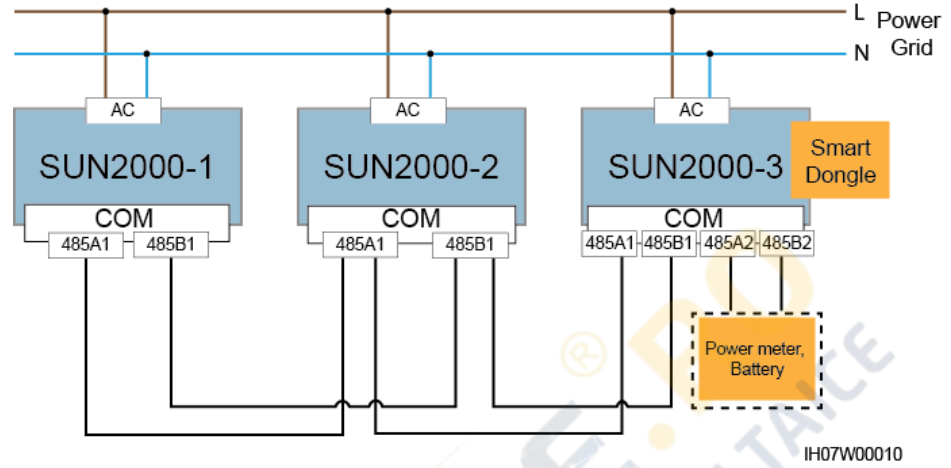 L Power
N Grid
AC
AC
AC
SUN2000-1
SUN2000-2
SUN2000-3
Smart
Dongle
COM
COM
COM
485A1
485B1
485A1
485B1
485A1
485B1
485A2
485B2
Power meter,
Battery
®
IH07W00010